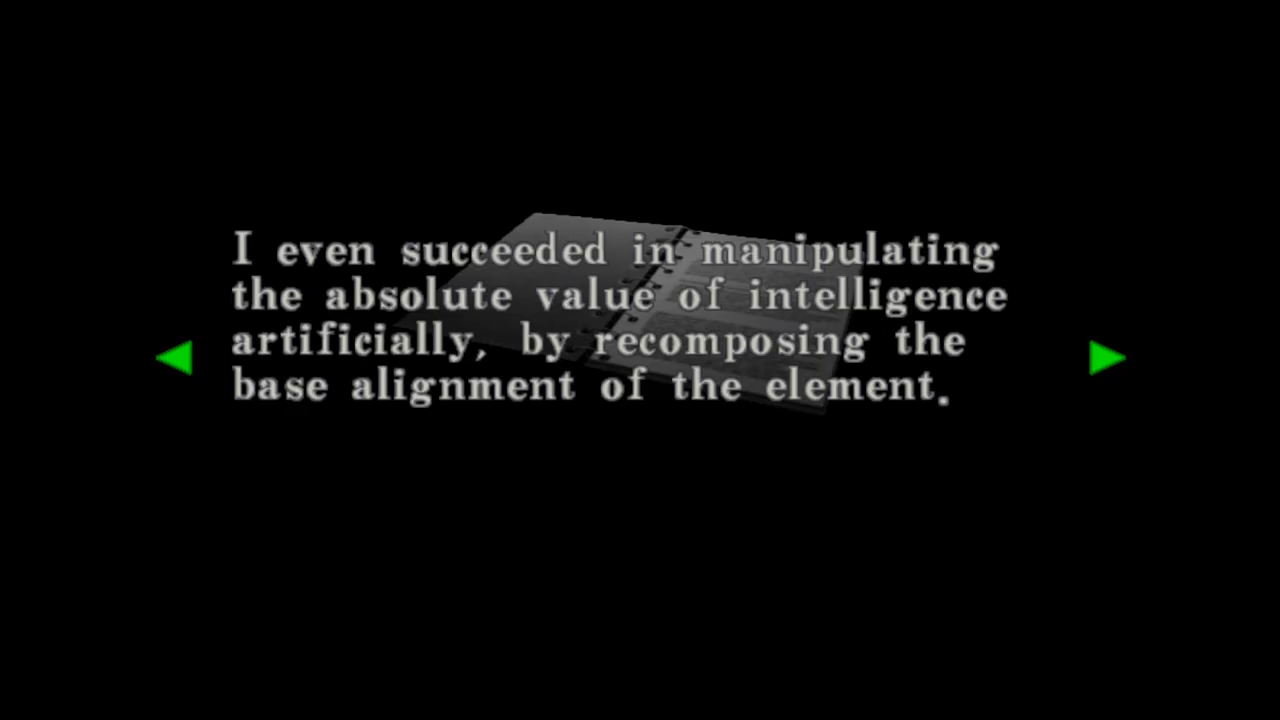 I even succeeded in manipulating
the absolute value of intelligence
artificially, by recomposing the
base alignment of the element.